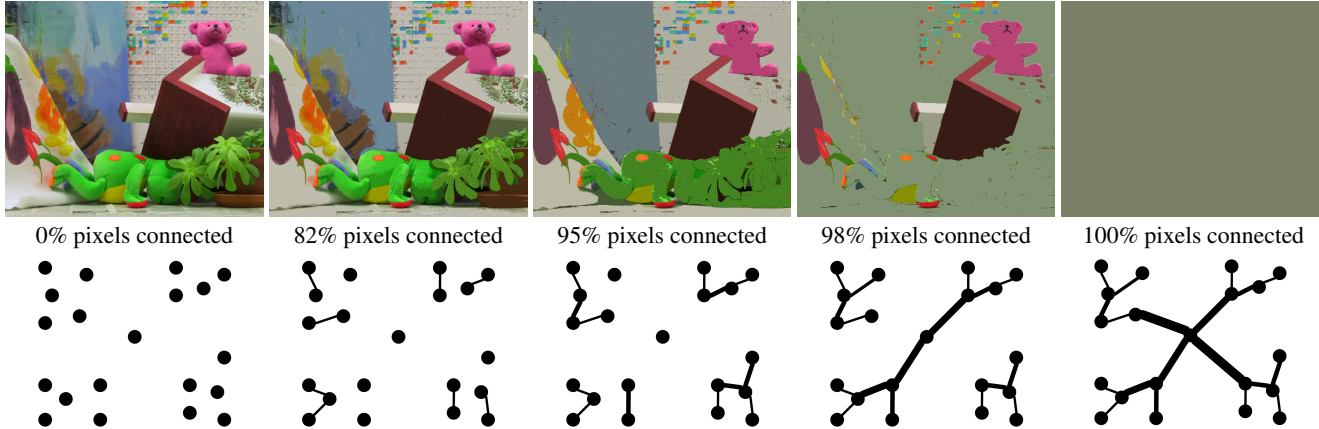 0% pixels connected
82% pixels connected
95% pixels connected
98% pixels connected
100% pixels connected